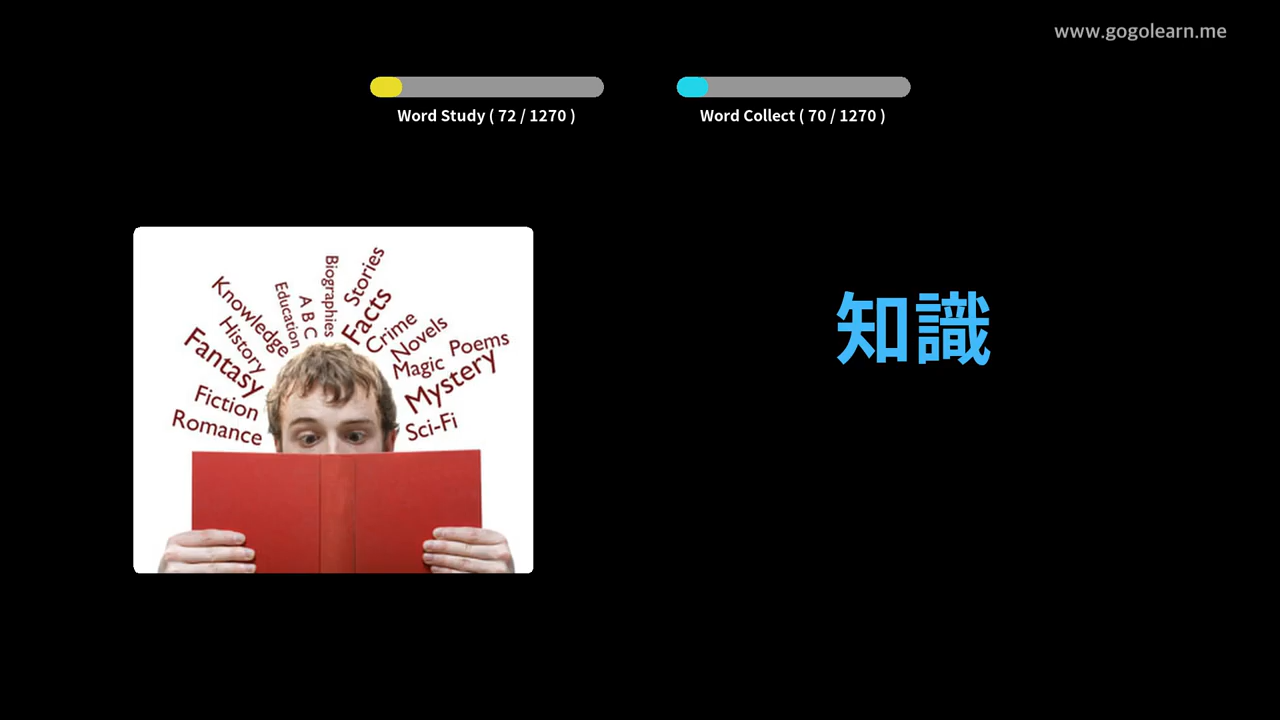 www.gogolearn.me
Word Study ( 72 / 1270 )
Word Collect ( 70 / 1270 )
知識
Romance
Fiction
Fantasy
History
Knowledge
Education
A B C
Biographies
Stories
Facts
Crime
Novels
Magic
Poems
Mystery
Sci-Fi